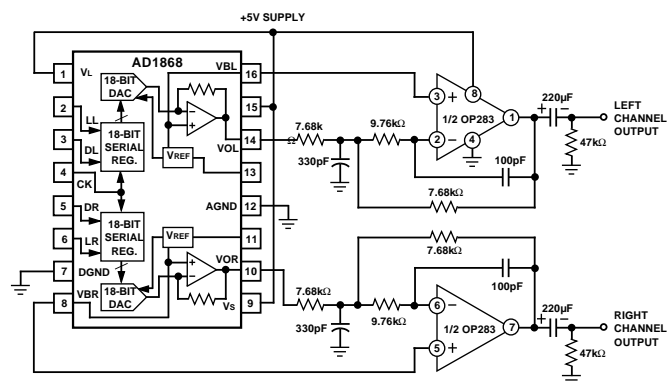 +5V SUPPLY
AD1868
1
VL
18-BIT
DAC
VBL
16
2
LL
15
3
DL
18-BIT
SERIAL
REG.
VOL
14
VREF
13
4
CK
5
DR
18-BIT
SERIAL
REG.
AGND
12
6
LR
VREF
11
7
DGND
VOR
10
8
VBR
18-BIT
DAC
VS
9
7.68k
Ω
330pF
9.76kΩ
3
+
8
1/2 OP283
1
2
−
4
100pF
7.68kΩ
+
220µF
−
LEFT
CHANNEL
OUTPUT
47kΩ
7.68kΩ
7.68kΩ
330pF
9.76kΩ
100pF
6
−
1/2 OP283
7
5
+
220µF
+
−
RIGHT
CHANNEL
OUTPUT
47kΩ